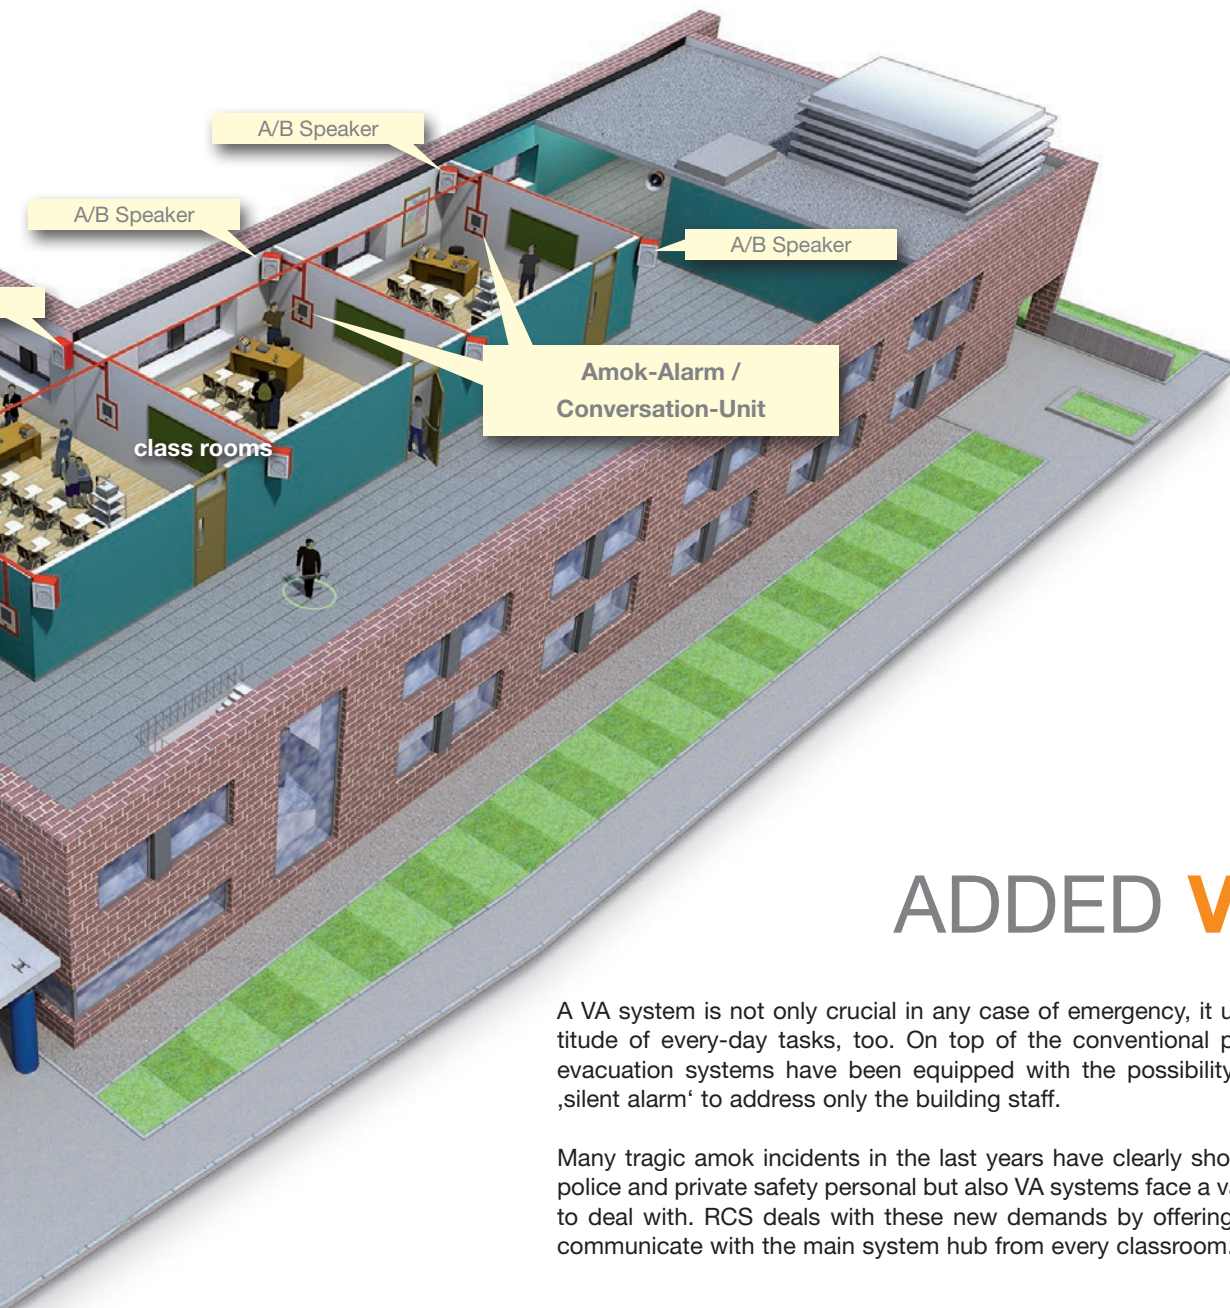 A/B Speaker
A/B Speaker
A/B Speaker
Amok-Alarm /
Conversation-Unit
class rooms
ADDED V
A VA system is not only crucial in any case of emergency, it u
titude of every-day tasks, too. On top of the conventional p
evacuation systems have been equipped with the possibility
‚silent alarm‘ to address only the building staff.
Many tragic amok incidents in the last years have clearly sho
police and private safety personal but also VA systems face a va
to deal with. RCS deals with these new demands by offering
communicate with the main system hub from every classroom.